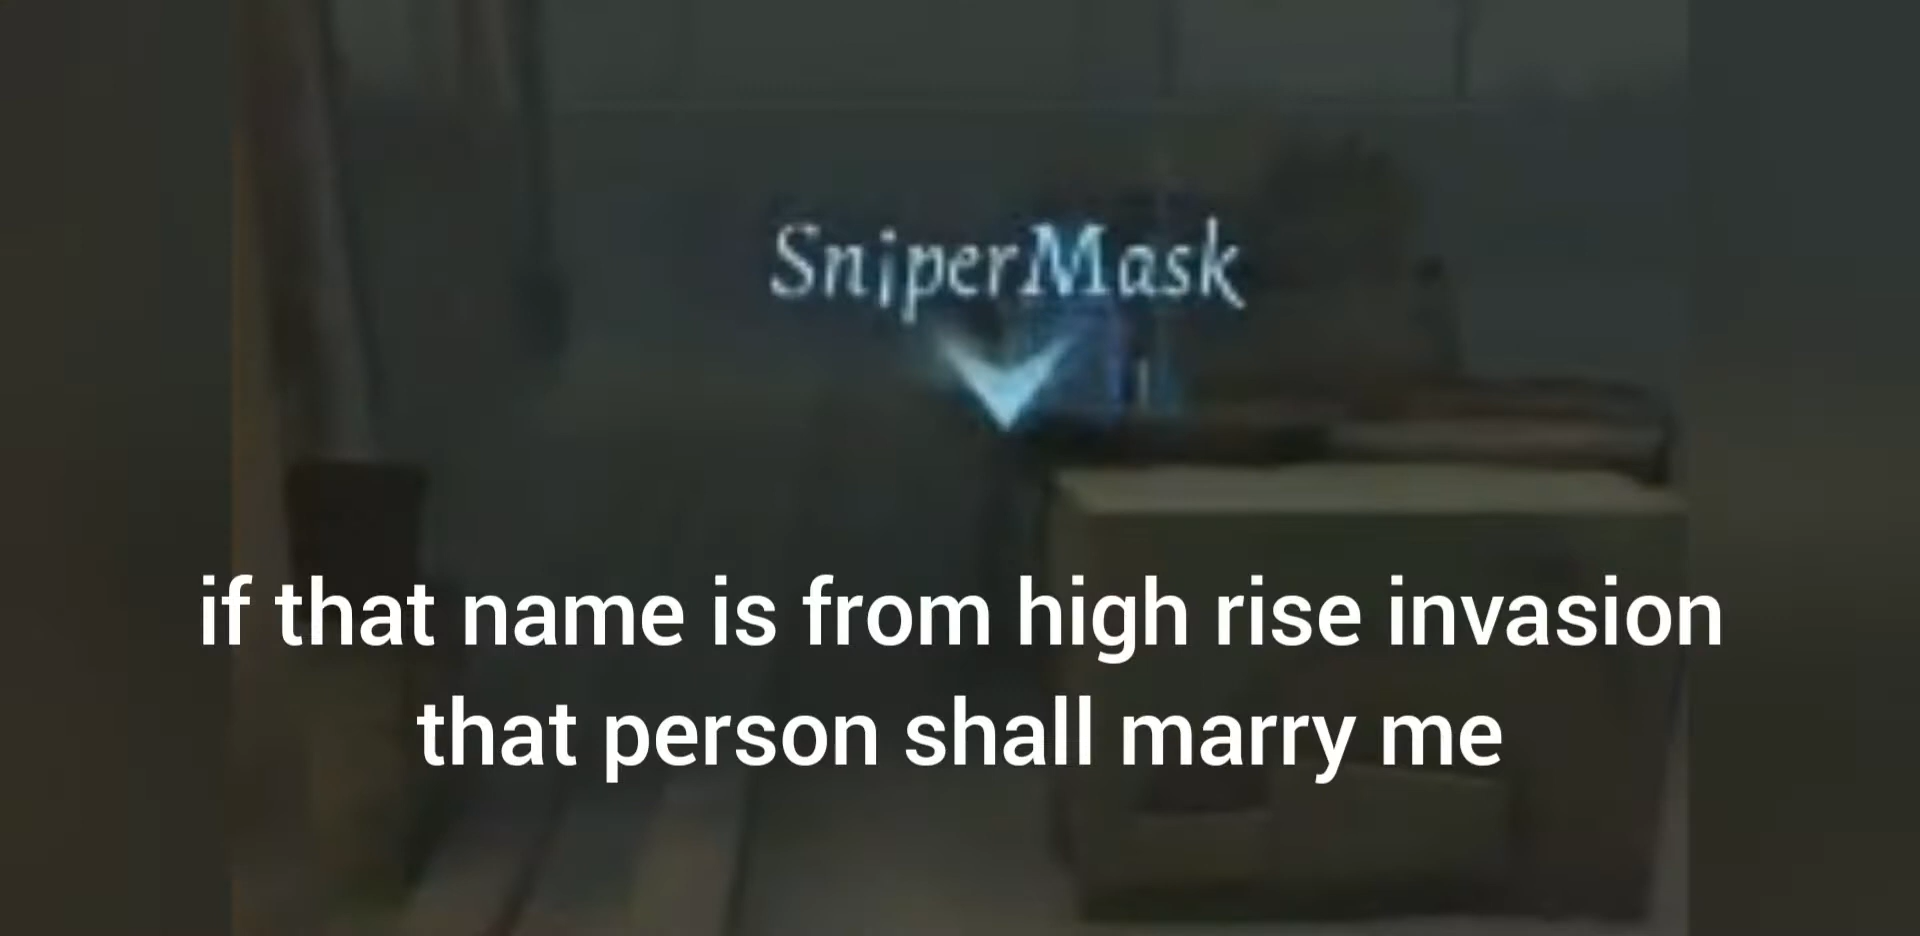 SniperMask
if that name is from high rise invasion
that person shall marry me